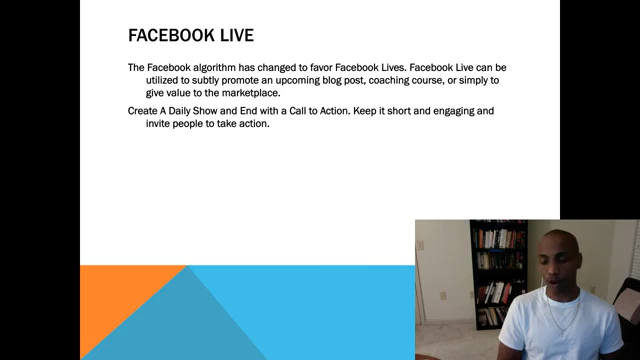 FACEBOOK LIVE
The Facebook algorithm has changed to favor Facebook Lives. Facebook Live can be
utilized to subtly promote an upcoming blog post, coaching course, or simply to
give value to the marketplace.
Create A Daily Show and End with a Call to Action. Keep it short and engaging and
invite people to take action.